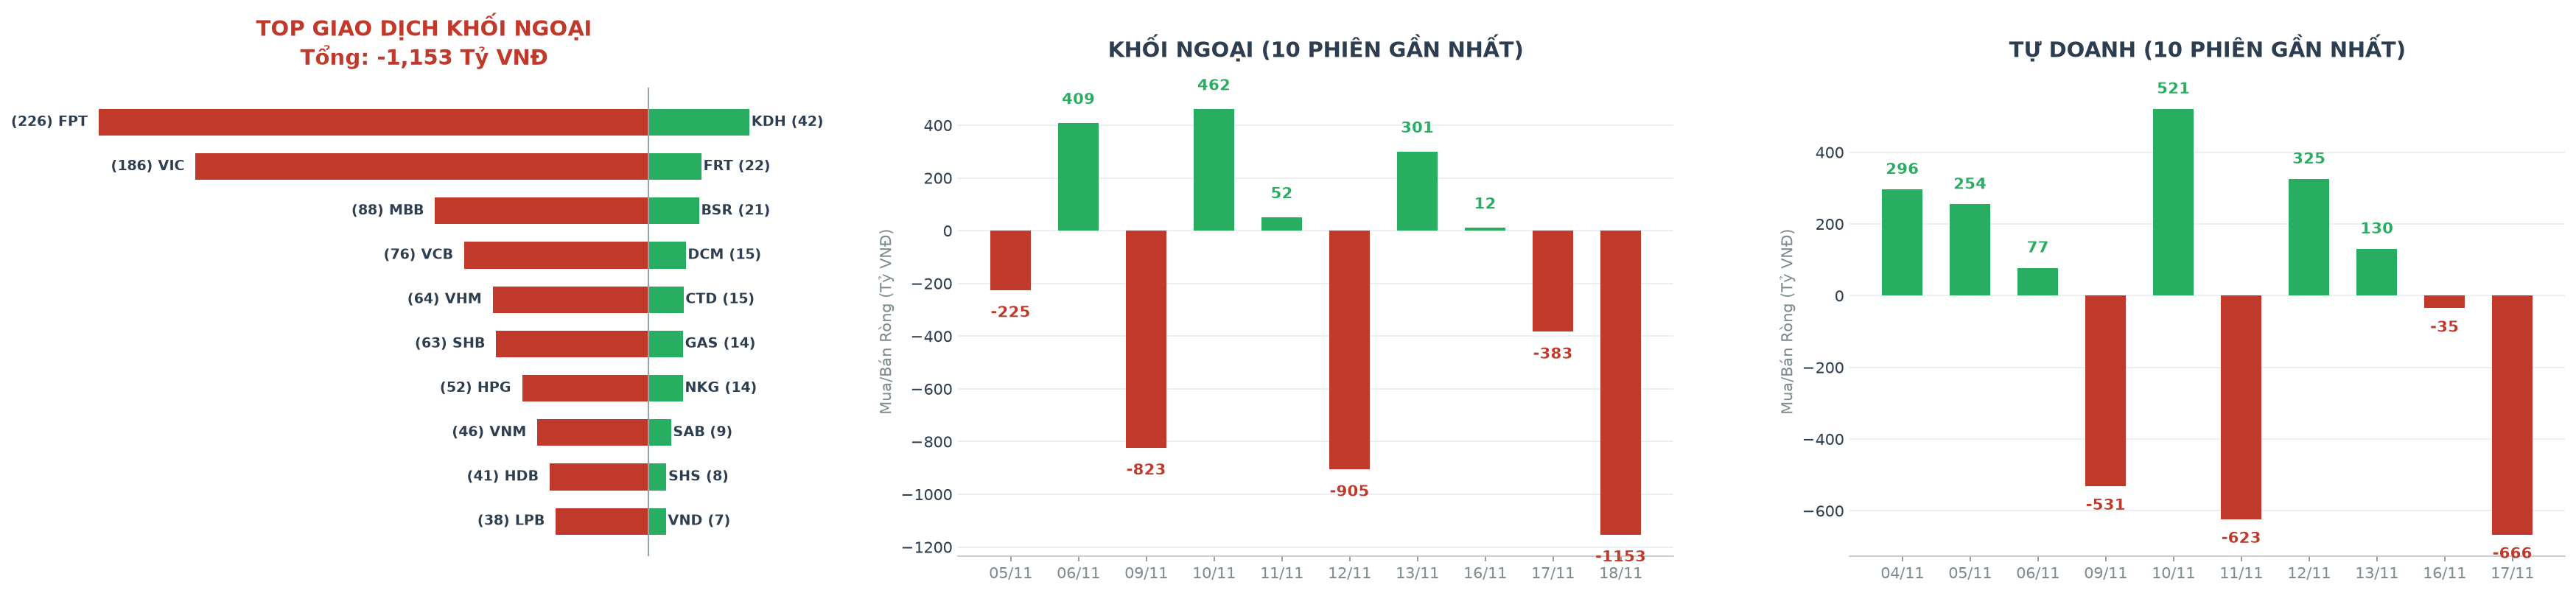 TOP GIAO DỊCH KHỐI NGOẠI
Tổng: -1,153 Tỷ VNĐ
(226) FPT KDH (42)
(186) VIC FRT (22)
(88) MBB BSR (21)
(76) VCB DCM (15)
(64) VHM CTD (15)
(63) SHB GAS (14)
(52) HPG NKG (14)
(46) VNM SAB (9)
(41) HDB SHS (8)
(38) LPB VND (7)
KHỐI NGOẠI (10 PHIÊN GẦN NHẤT)
Mua/Bán Ròng (Tỷ VNĐ)
400
200
0
−200
−400
−600
−800
−1000
−1200
-225
409
-823
462
52
-905
301
12
-383
-1153
05/11 06/11 09/11 10/11 11/11 12/11 13/11 16/11 17/11 18/11
TỰ DOANH (10 PHIÊN GẦN NHẤT)
Mua/Bán Ròng (Tỷ VNĐ)
400
200
0
−200
−400
−600
296
254
77
-531
521
-623
325
130
-35
-666
04/11 05/11 06/11 09/11 10/11 11/11 12/11 13/11 16/11 17/11